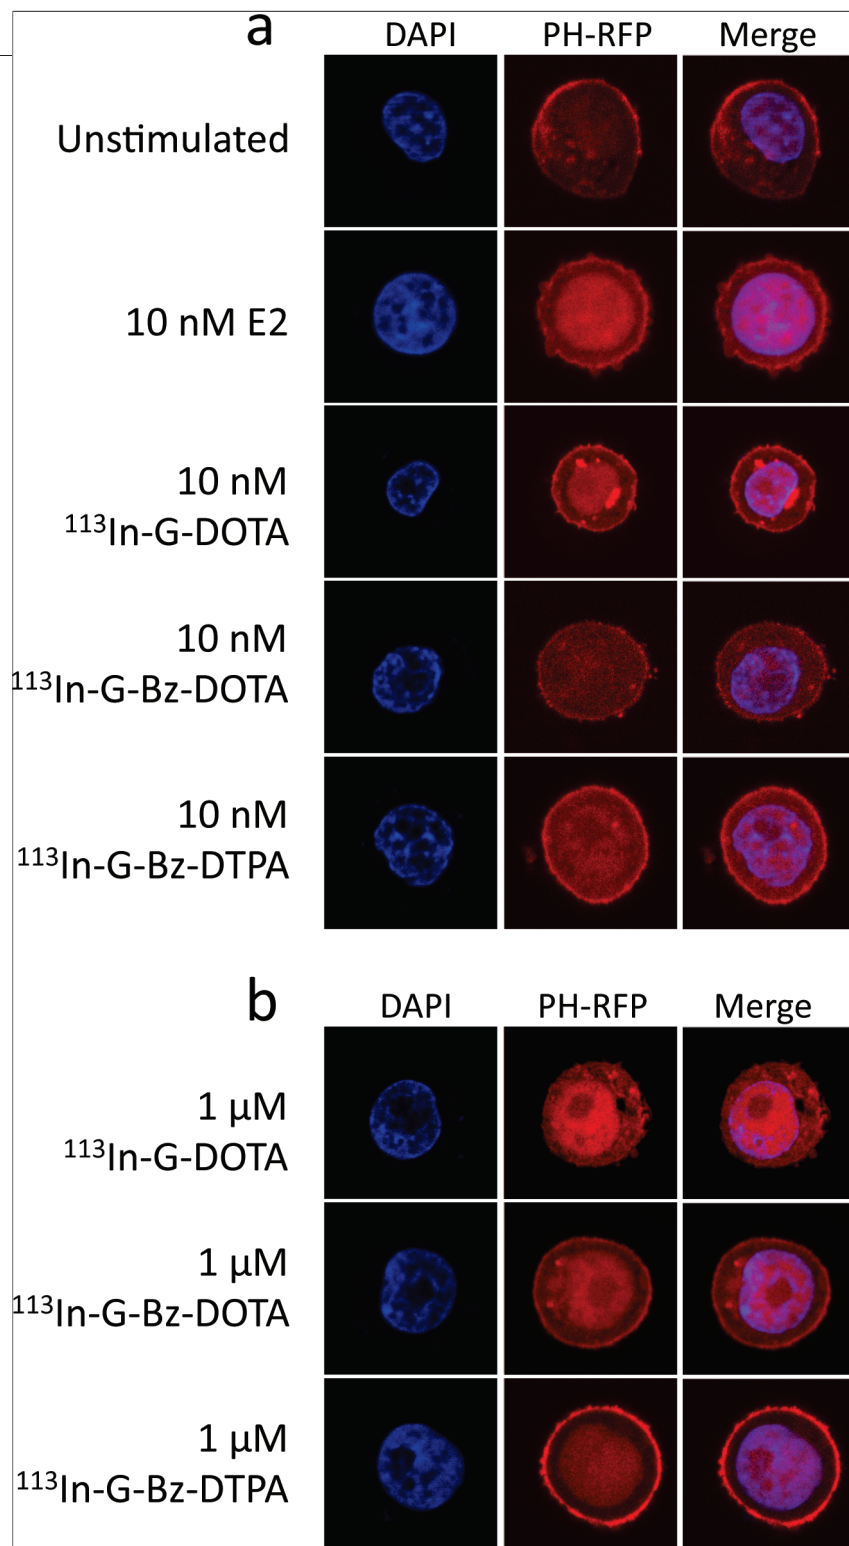 a
DAPI PH-RFP Merge
Unstimulated
10 nM E2
10 nM
¹¹³In-G-DOTA
10 nM
¹¹³In-G-Bz-DOTA
10 nM
¹¹³In-G-Bz-DTPA
b
DAPI PH-RFP Merge
1 µM
¹¹³In-G-DOTA
1 µM
¹¹³In-G-Bz-DOTA
1 µM
¹¹³In-G-Bz-DTPA